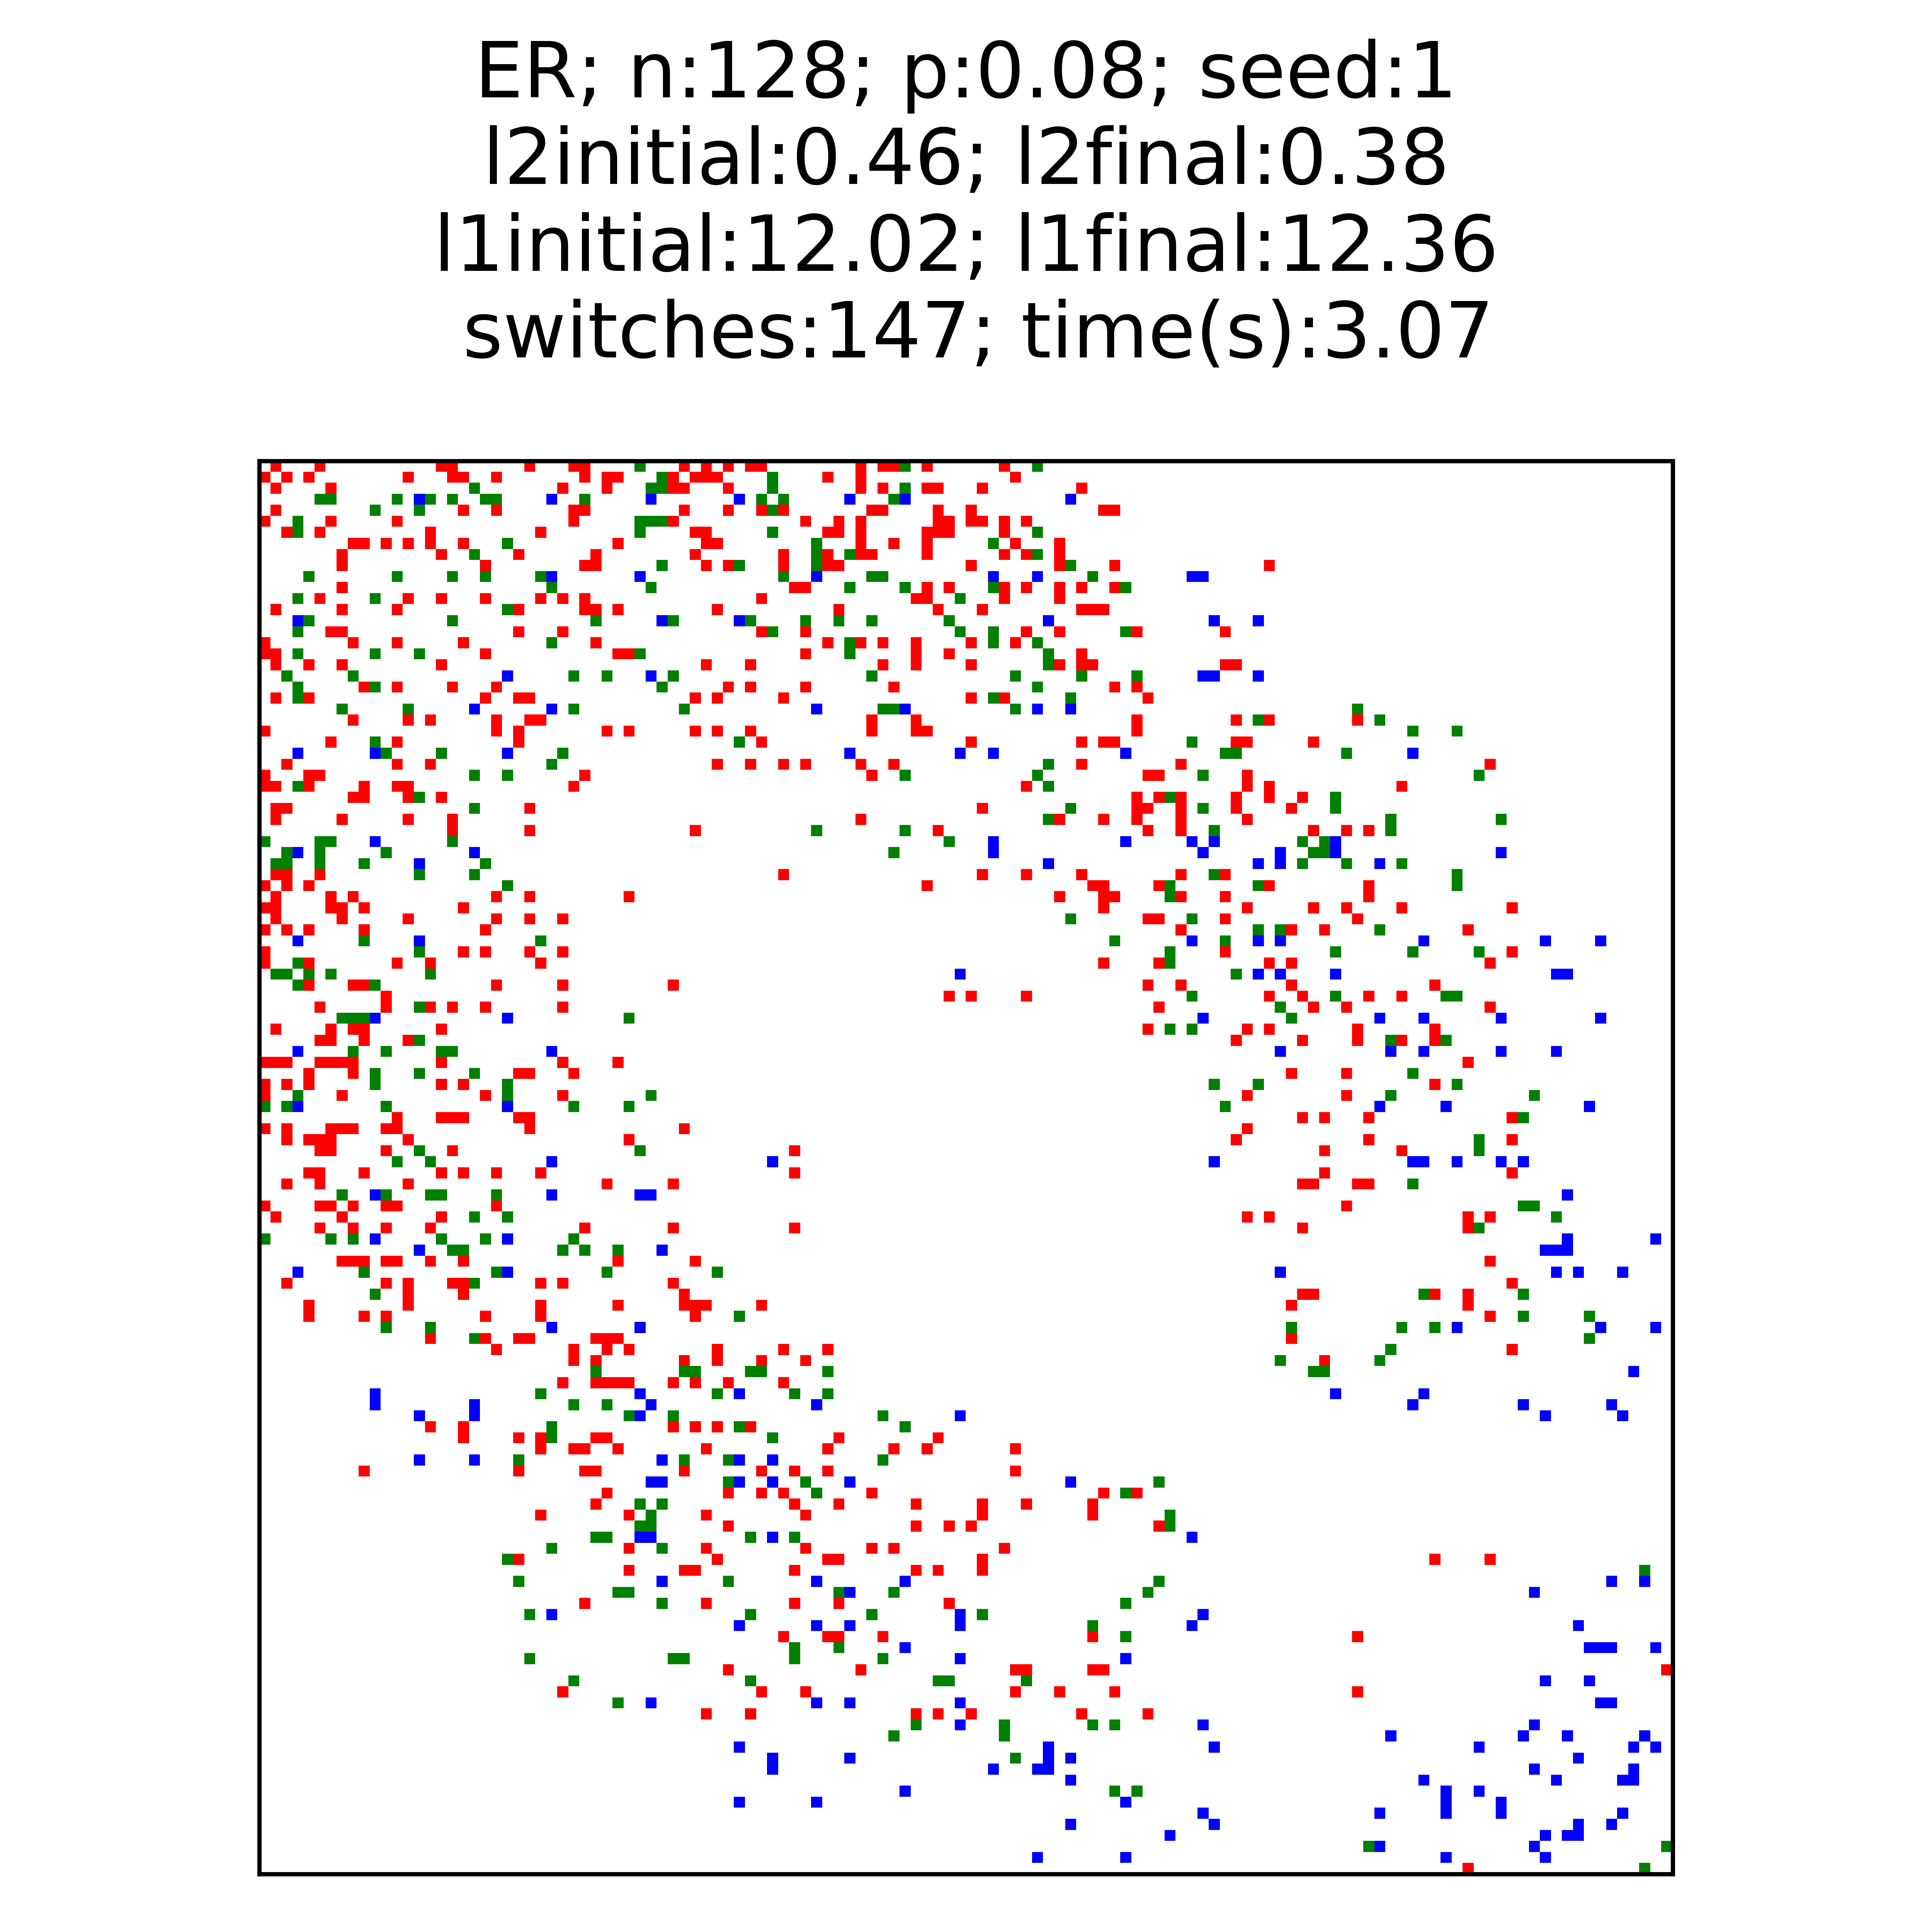 ER; n:128; p:0.08; seed:1
l2initial:0.46; l2final:0.38
l1initial:12.02; l1final:12.36
switches:147; time(s):3.07